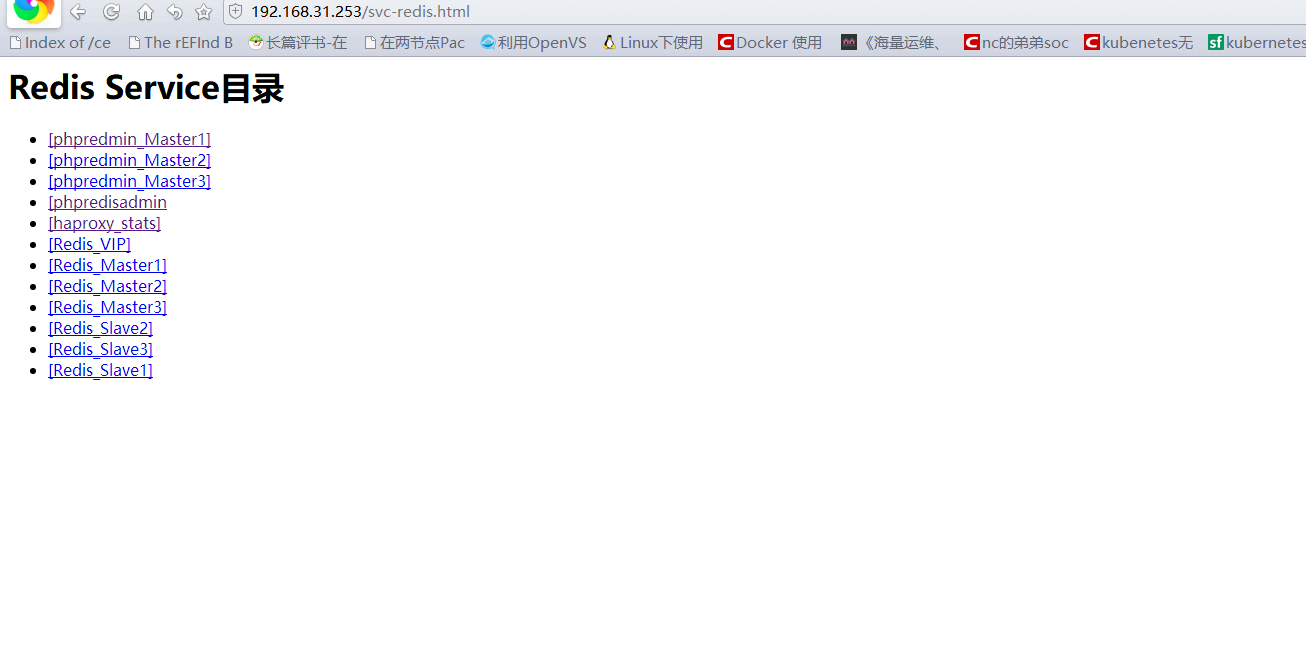 192.168.31.253/svc-redis.html
Index of /ce The rEFInd B 长篇评书-在 在两节点Pac 利用OpenVS Linux下使用 Docker 使用 《海量运维、 nc的弟弟soc kubenetes无 kubernetes
Redis Service目录
[phpredmin_Master1]
[phpredmin_Master2]
[phpredmin_Master3]
[phpredisadmin
[haproxy_stats]
[Redis_VIP]
[Redis_Master1]
[Redis_Master2]
[Redis_Master3]
[Redis_Slave2]
[Redis_Slave3]
[Redis_Slave1]